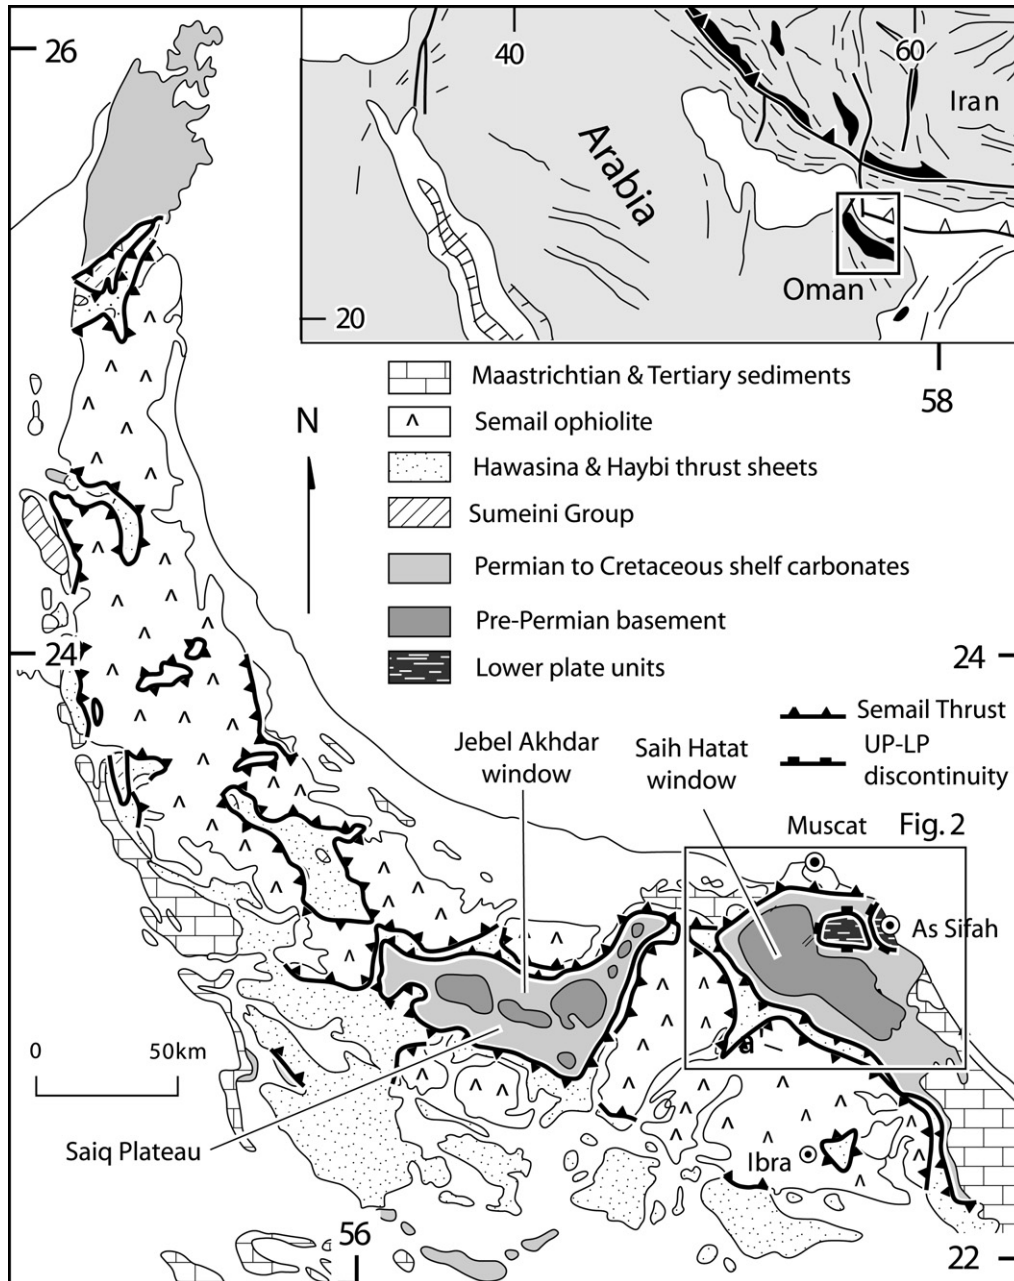 26
40
60
Iran
Arabia
Oman
20
58
Maastrichtian & Tertiary sediments
N
Semail ophiolite
Hawasina & Haybi thrust sheets
Sumeini Group
Permian to Cretaceous shelf carbonates
Pre-Permian basement
24
24
Lower plate units
Semail Thrust
UP-LP
discontinuity
Jebel Akhdar
window
Saih Hatat
window
Muscat
Fig. 2
As Sifah
0
50km
Saiq Plateau
Ibra
56
22